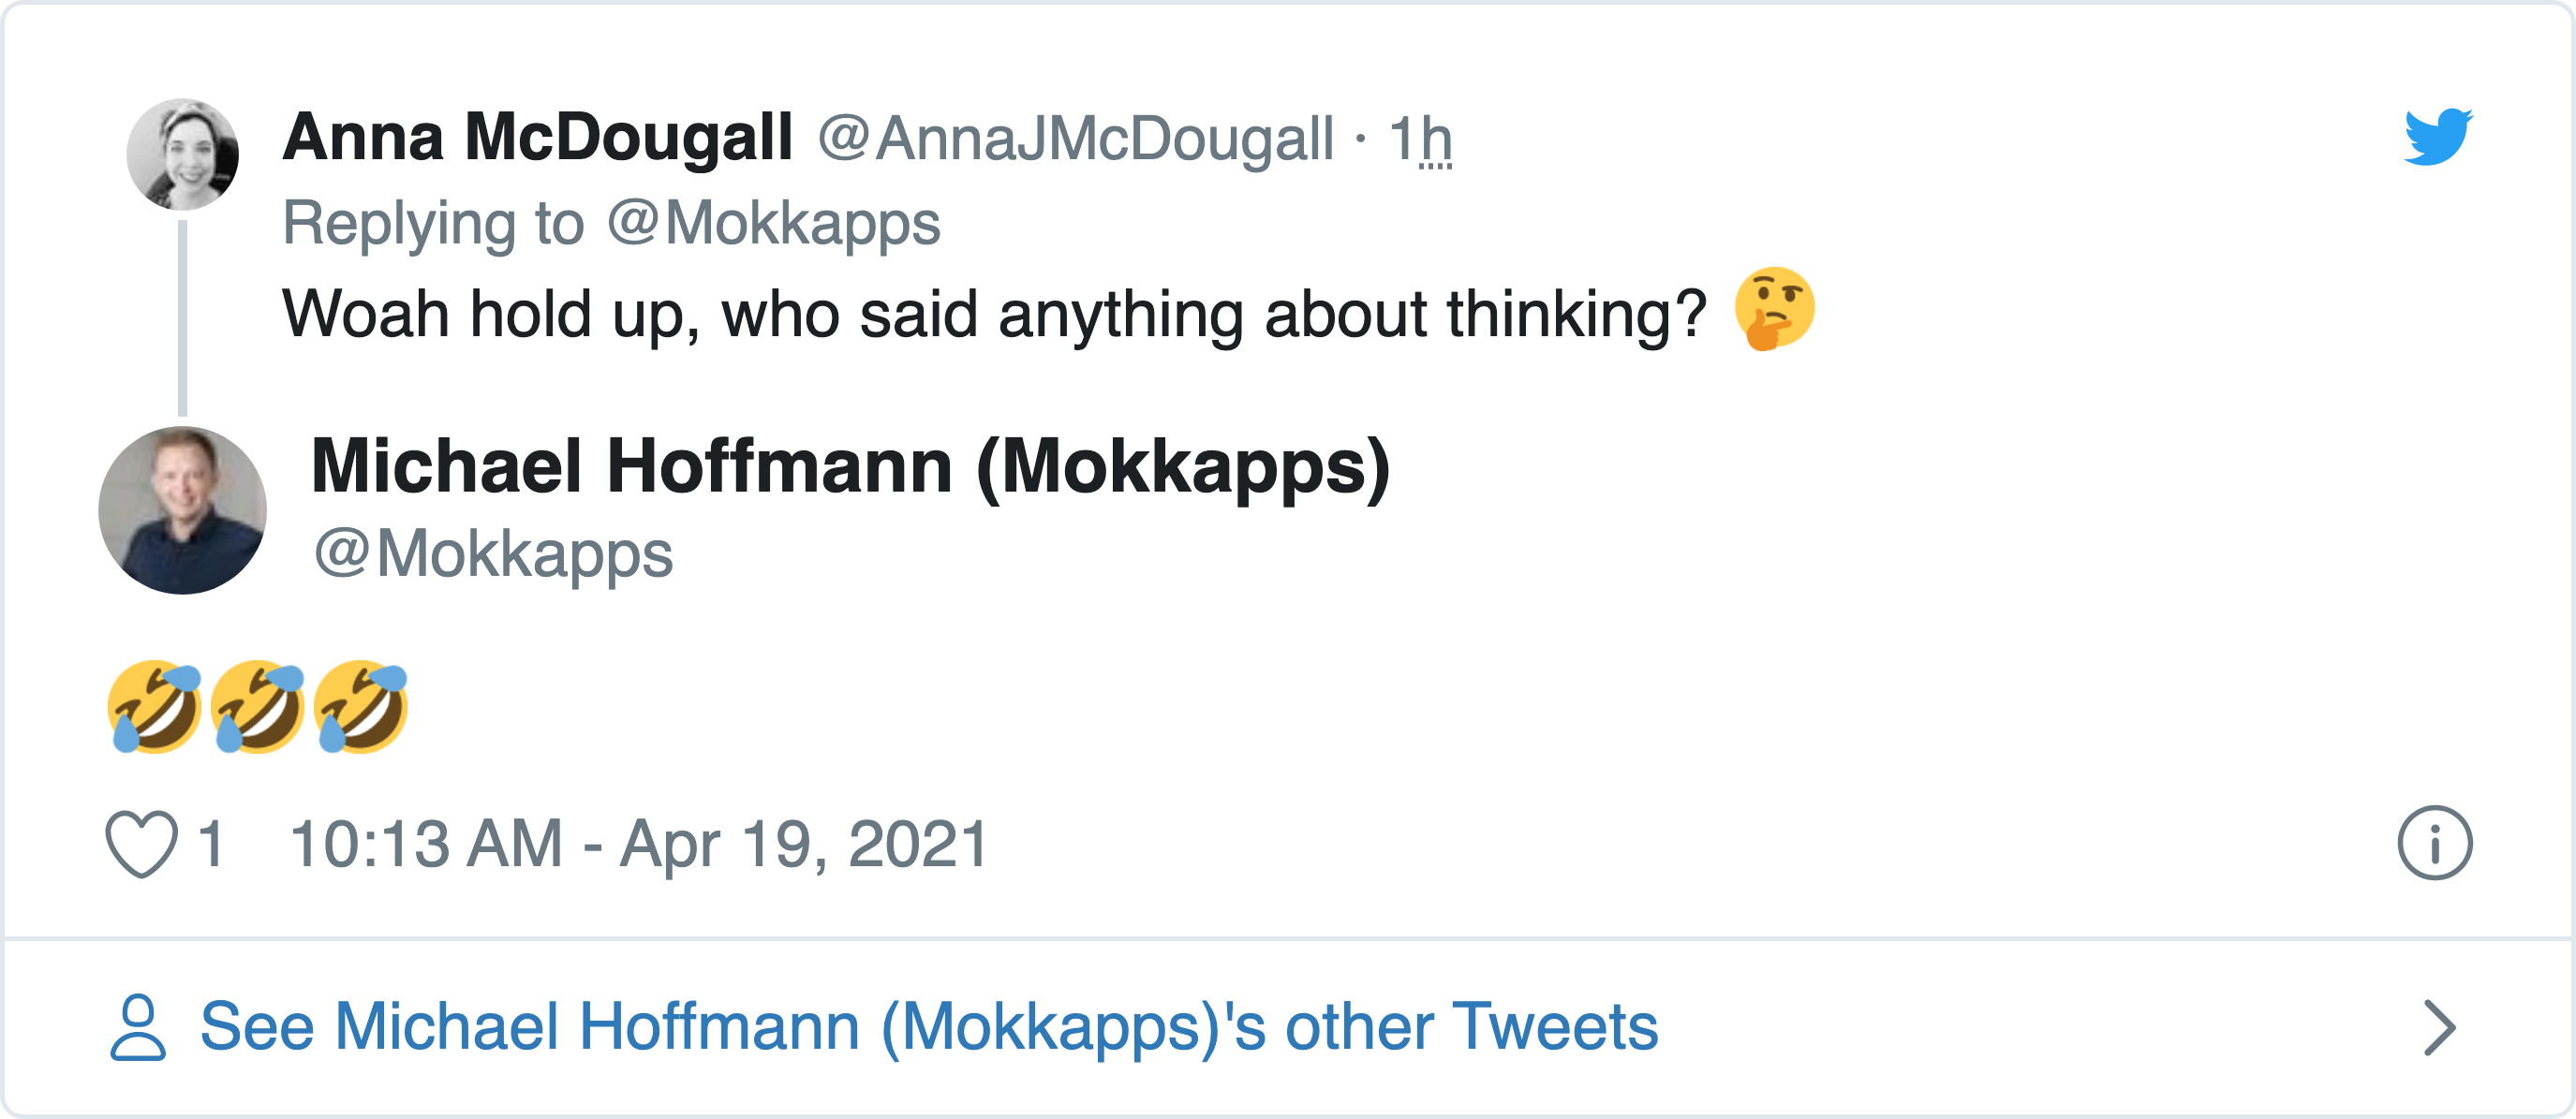 Anna McDougall @AnnaJMcDougall · 1h
Replying to @Mokkapps
Woah hold up, who said anything about thinking? 🤔
Michael Hoffmann (Mokkapps)
@Mokkapps
🤣🤣🤣
1 10:13 AM - Apr 19, 2021
See Michael Hoffmann (Mokkapps)'s other Tweets